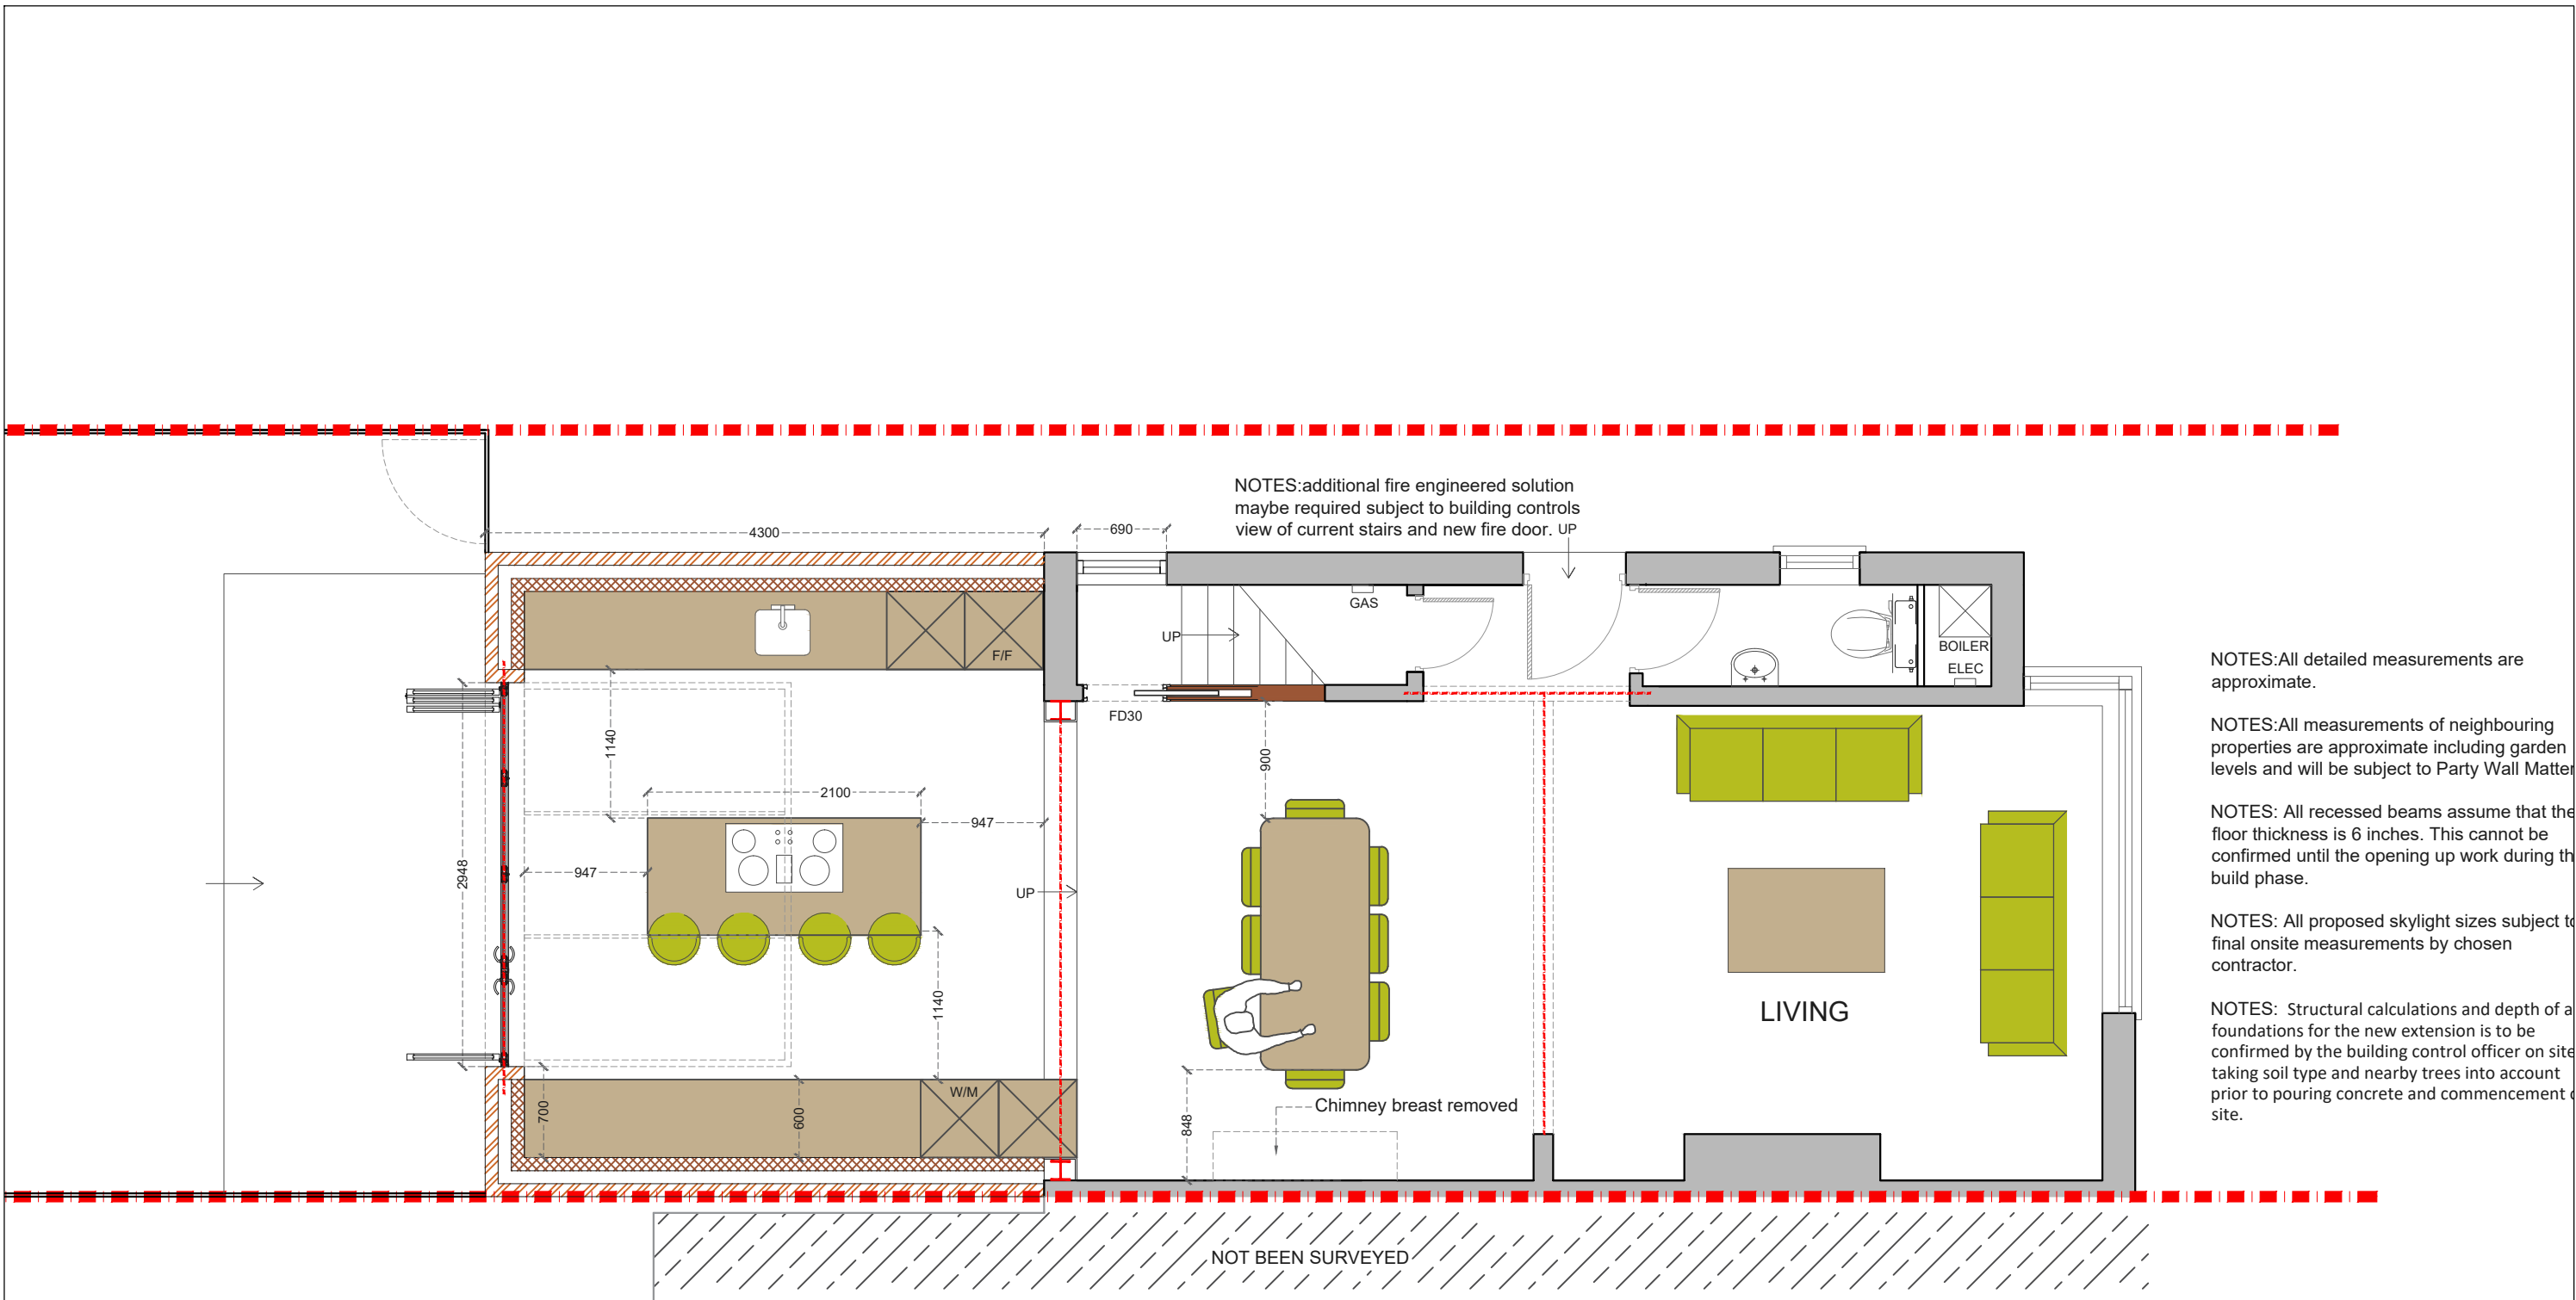 NOTES:additional fire engineered solution
maybe required subject to building controls
view of current stairs and new fire door. UP
4300
690
GAS
UP
F/F
BOILER
ELEC
FD30
1140
900
2100
947
2948
947
UP
1140
LIVING
W/M
700
600
848
Chimney breast removed
NOT BEEN SURVEYED
NOTES:All detailed measurements are
approximate.
NOTES:All measurements of neighbouring
properties are approximate including garden
levels and will be subject to Party Wall Matter
NOTES: All recessed beams assume that the
floor thickness is 6 inches. This cannot be
confirmed until the opening up work during th
build phase.
NOTES: All proposed skylight sizes subject to
final onsite measurements by chosen
contractor.
NOTES: Structural calculations and depth of a
foundations for the new extension is to be
confirmed by the building control officer on site
taking soil type and nearby trees into account
prior to pouring concrete and commencement
site.